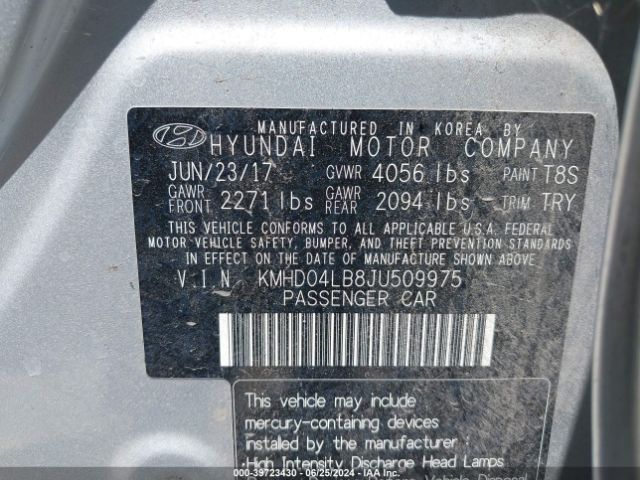 MANUFACTURED IN KOREA BY
HYUNDAI MOTOR COMPANY
JUN/23/17 GVWR 4056 lbs PAINT T8S
GAWR FRONT 2271 lbs GAWR REAR 2094 lbs TRIM TRY
THIS VEHICLE CONFORMS TO ALL APPLICABLE U.S.A. FEDERAL
MOTOR VEHICLE SAFETY, BUMPER, AND THEFT PREVENTION STANDARDS
IN EFFECT ON THE DATE OF MANUFACTURE SHOWN ABOVE.
V I N KMHD04LB8JU509975
PASSENGER CAR
This vehicle may include
mercury-containing devices
installed by the manufacturer :
· High Intensity Discharge Head Lamps
Vehicle Disposal
000-39723430 - 06/25/2024 - IAA Inc.